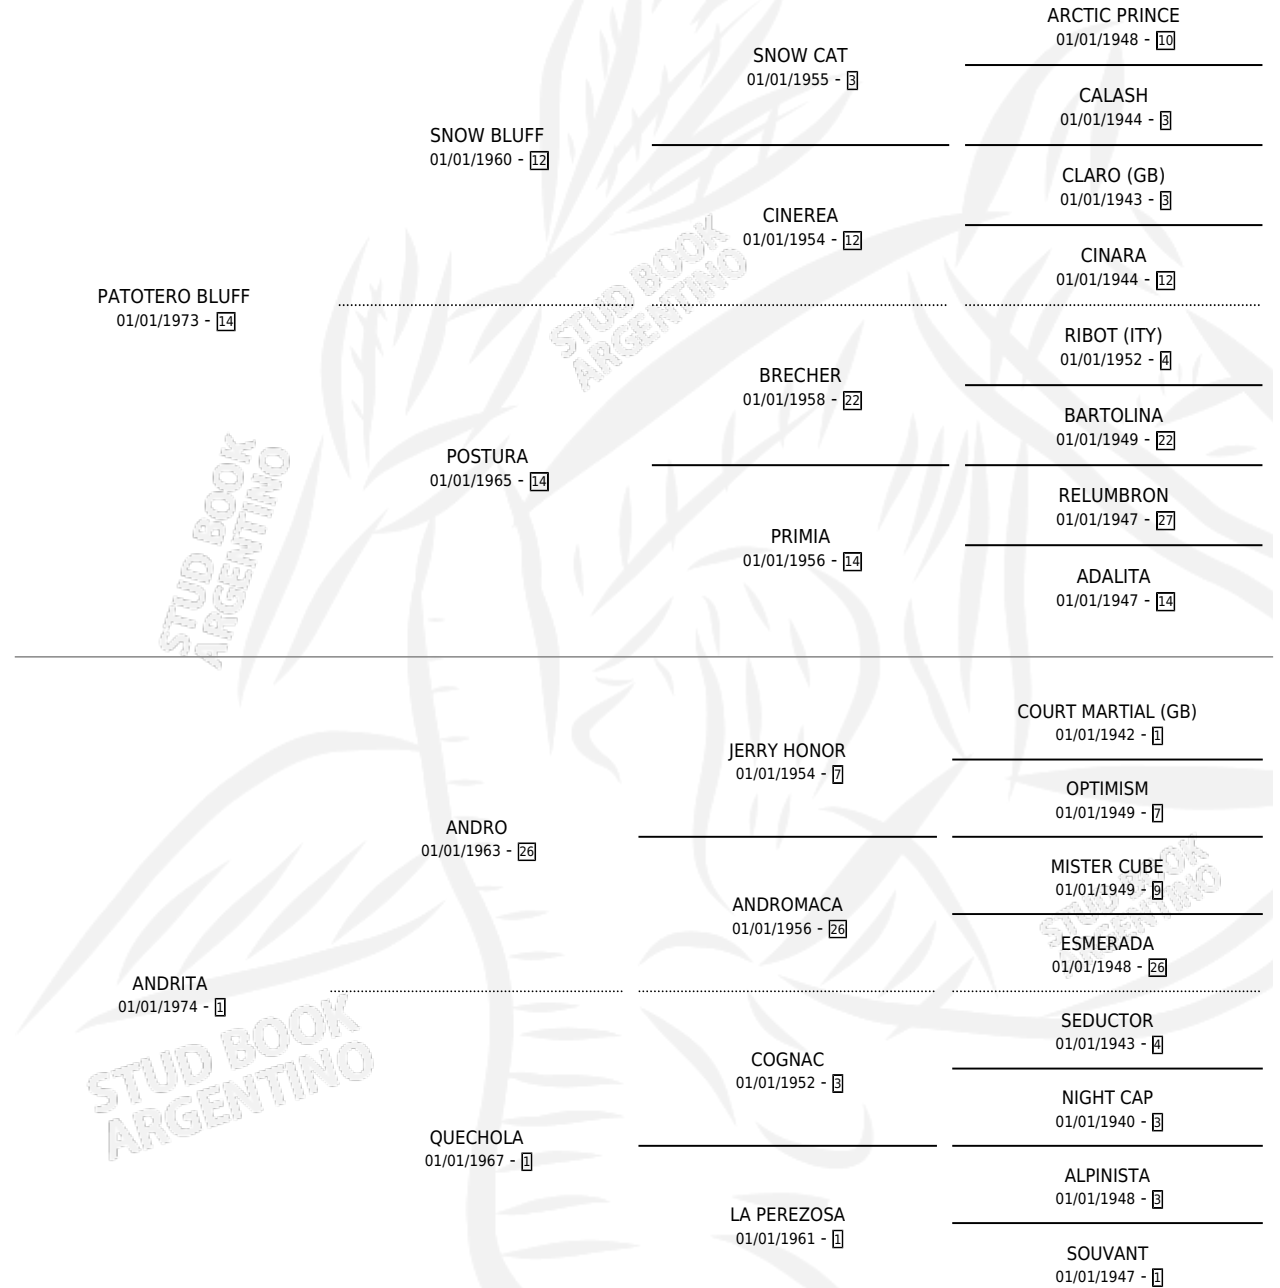 ARCTIC PRINCE
01/01/1948 - 10
SNOW CAT
01/01/1955 - 3
CALASH
01/01/1944 - 3
SNOW BLUFF
01/01/1960 - 12
CLARO (GB)
01/01/1943 - 3
CINEREA
01/01/1954 - 12
CINARA
01/01/1944 - 12
PATOTERO BLUFF
01/01/1973 - 14
RIBOT (ITY)
01/01/1952 - 4
BRECHER
01/01/1958 - 22
BARTOLINA
01/01/1949 - 22
POSTURA
01/01/1965 - 14
RELUMBRON
01/01/1947 - 27
PRIMIA
01/01/1956 - 14
ADALITA
01/01/1947 - 14
COURT MARTIAL (GB)
01/01/1942 - 1
JERRY HONOR
01/01/1954 - 7
OPTIMISM
01/01/1949 - 7
ANDRO
01/01/1963 - 26
MISTER CUBE
01/01/1949 - 9
ANDROMACA
01/01/1956 - 26
ESMERADA
01/01/1948 - 26
ANDRITA
01/01/1974 - 1
SEDUCTOR
01/01/1943 - 4
COGNAC
01/01/1952 - 3
NIGHT CAP
01/01/1940 - 3
QUECHOLA
01/01/1967 - 1
ALPINISTA
01/01/1948 - 3
LA PEREZOSA
01/01/1961 - 1
SOUVANT
01/01/1947 - 1
STUD BOOK
ARGENTINO
STUD BOOK
ARGENTINO
STUD BOOK
ARGENTINO
STUD BOOK
ARGENTINO